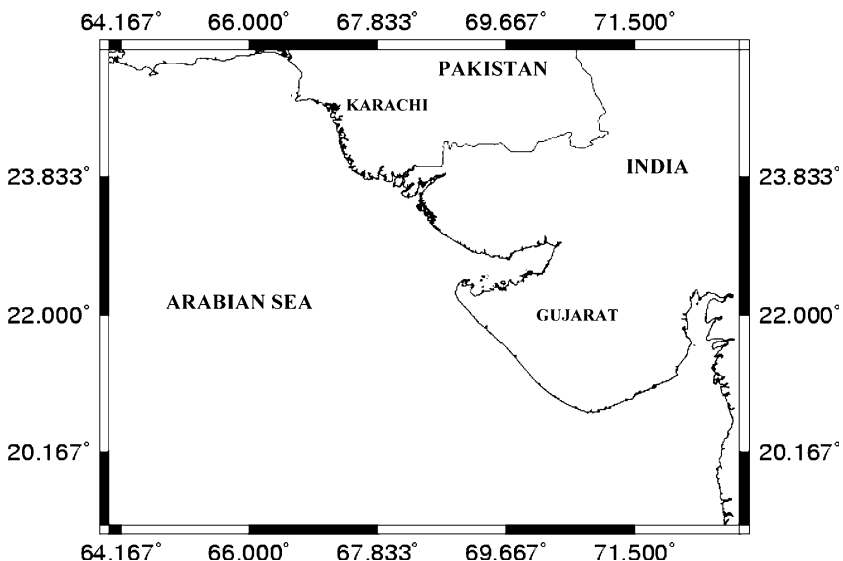 64.167° 66.000° 67.833° 69.667° 71.500°
PAKISTAN
KARACHI
23.833° INDIA 23.833°
ARABIAN SEA
22.000° GUJARAT 22.000°
20.167° 20.167°
64.167° 66.000° 67.833° 69.667° 71.500°